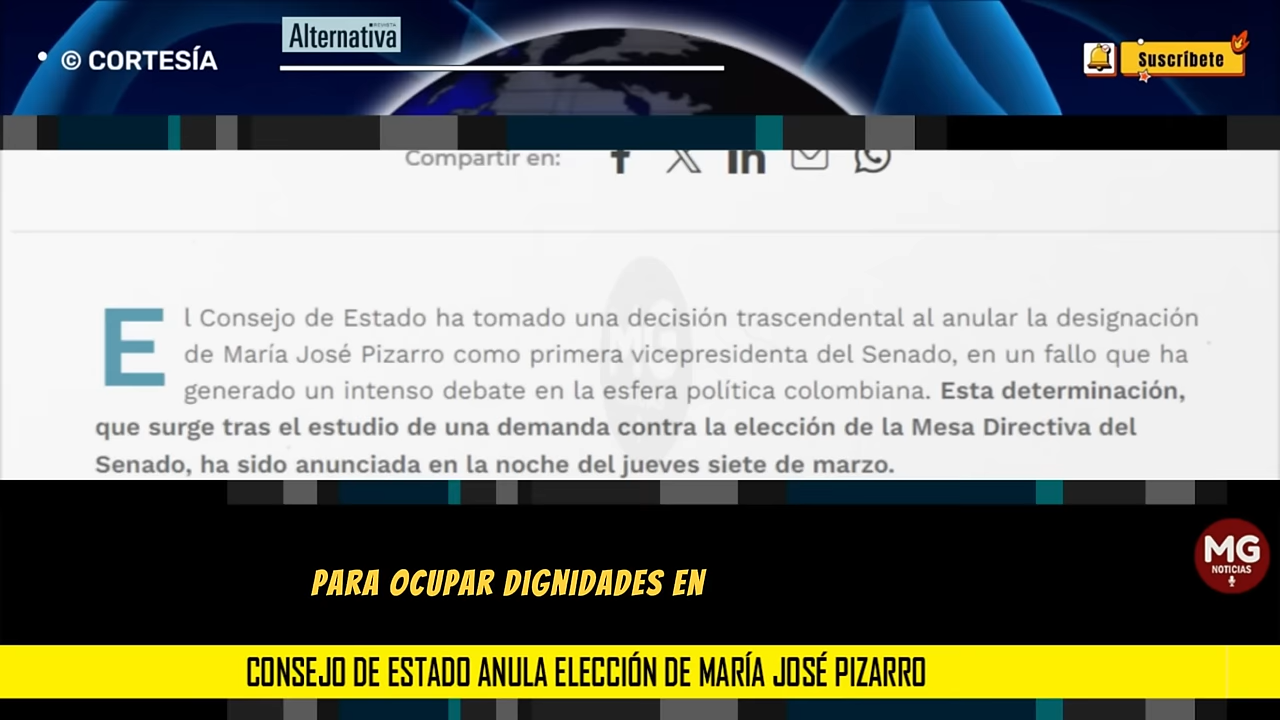 © CORTESÍA
REVISTA
Alternativa
Suscríbete
Compartir en:
El Consejo de Estado ha tomado una decisión trascendental al anular la designación
de María José Pizarro como primera vicepresidenta del Senado, en un fallo que ha
generado un intenso debate en la esfera política colombiana. Esta determinación,
que surge tras el estudio de una demanda contra la elección de la Mesa Directiva del
Senado, ha sido anunciada en la noche del jueves siete de marzo.
PARA OCUPAR DIGNIDADES EN
MG
NOTICIAS
CONSEJO DE ESTADO ANULA ELECCIÓN DE MARÍA JOSÉ PIZARRO